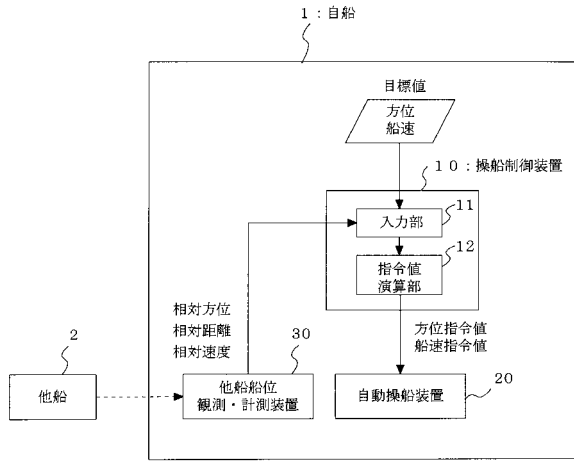 1：自船
目標値
方位
船速
10：操船制御装置
11
入力部
12
指令値
演算部
相対方位
相対距離
相対速度
方位指令値
船速指令値
2
30
他船
他船船位
観測・計測装置
20
自動操船装置